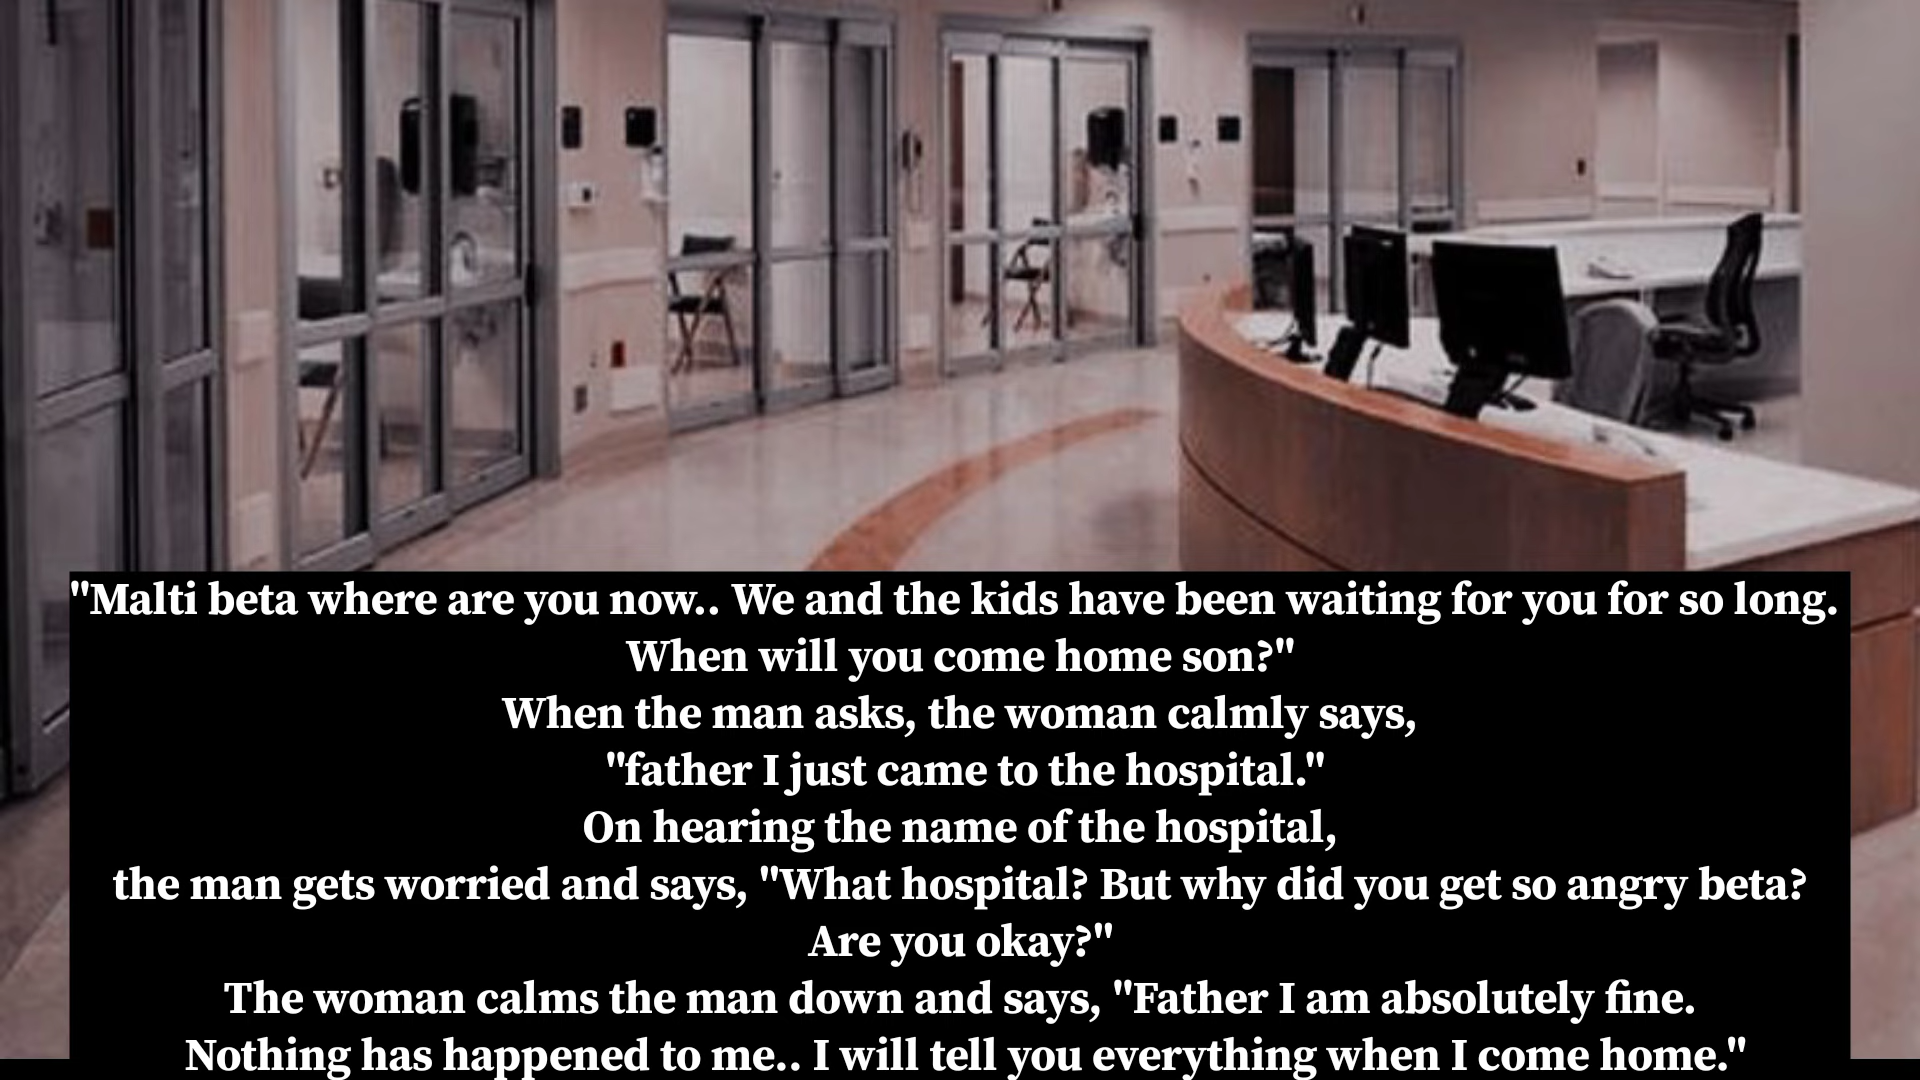 "Malti beta where are you now.. We and the kids have been waiting for you for so long.
When will you come home son?"
When the man asks, the woman calmly says,
"father I just came to the hospital."
On hearing the name of the hospital,
the man gets worried and says, "What hospital? But why did you get so angry beta?
Are you okay?"
The woman calms the man down and says, "Father I am absolutely fine.
Nothing has happened to me.. I will tell you everything when I come home."